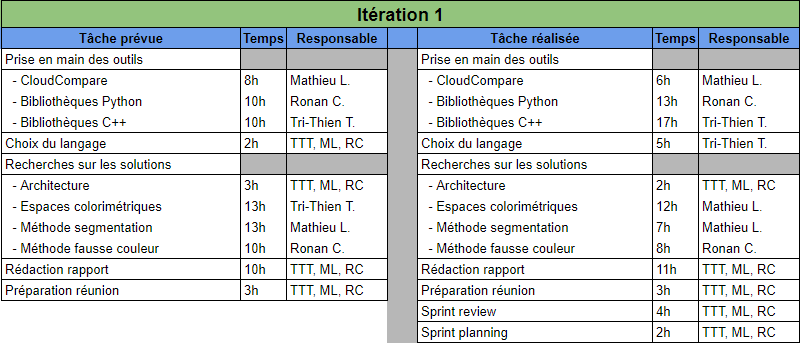 Itération 1
Tâche prévue Temps Responsable Tâche réalisée Temps Responsable
Prise en main des outils Prise en main des outils
- CloudCompare 8h Mathieu L. - CloudCompare 6h Mathieu L.
- Bibliothèques Python 10h Ronan C. - Bibliothèques Python 13h Ronan C.
- Bibliothèques C++ 10h Tri-Thien T. - Bibliothèques C++ 17h Tri-Thien T.
Choix du langage 2h TTT, ML, RC Choix du langage 5h Tri-Thien T.
Recherches sur les solutions Recherches sur les solutions
- Architecture 3h TTT, ML, RC - Architecture 2h TTT, ML, RC
- Espaces colorimétriques 13h Tri-Thien T. - Espaces colorimétriques 12h Mathieu L.
- Méthode segmentation 13h Mathieu L. - Méthode segmentation 7h Mathieu L.
- Méthode fausse couleur 10h Ronan C. - Méthode fausse couleur 8h Ronan C.
Rédaction rapport 10h TTT, ML, RC Rédaction rapport 11h TTT, ML, RC
Préparation réunion 3h TTT, ML, RC Préparation réunion 3h TTT, ML, RC
Sprint review 4h TTT, ML, RC
Sprint planning 2h TTT, ML, RC